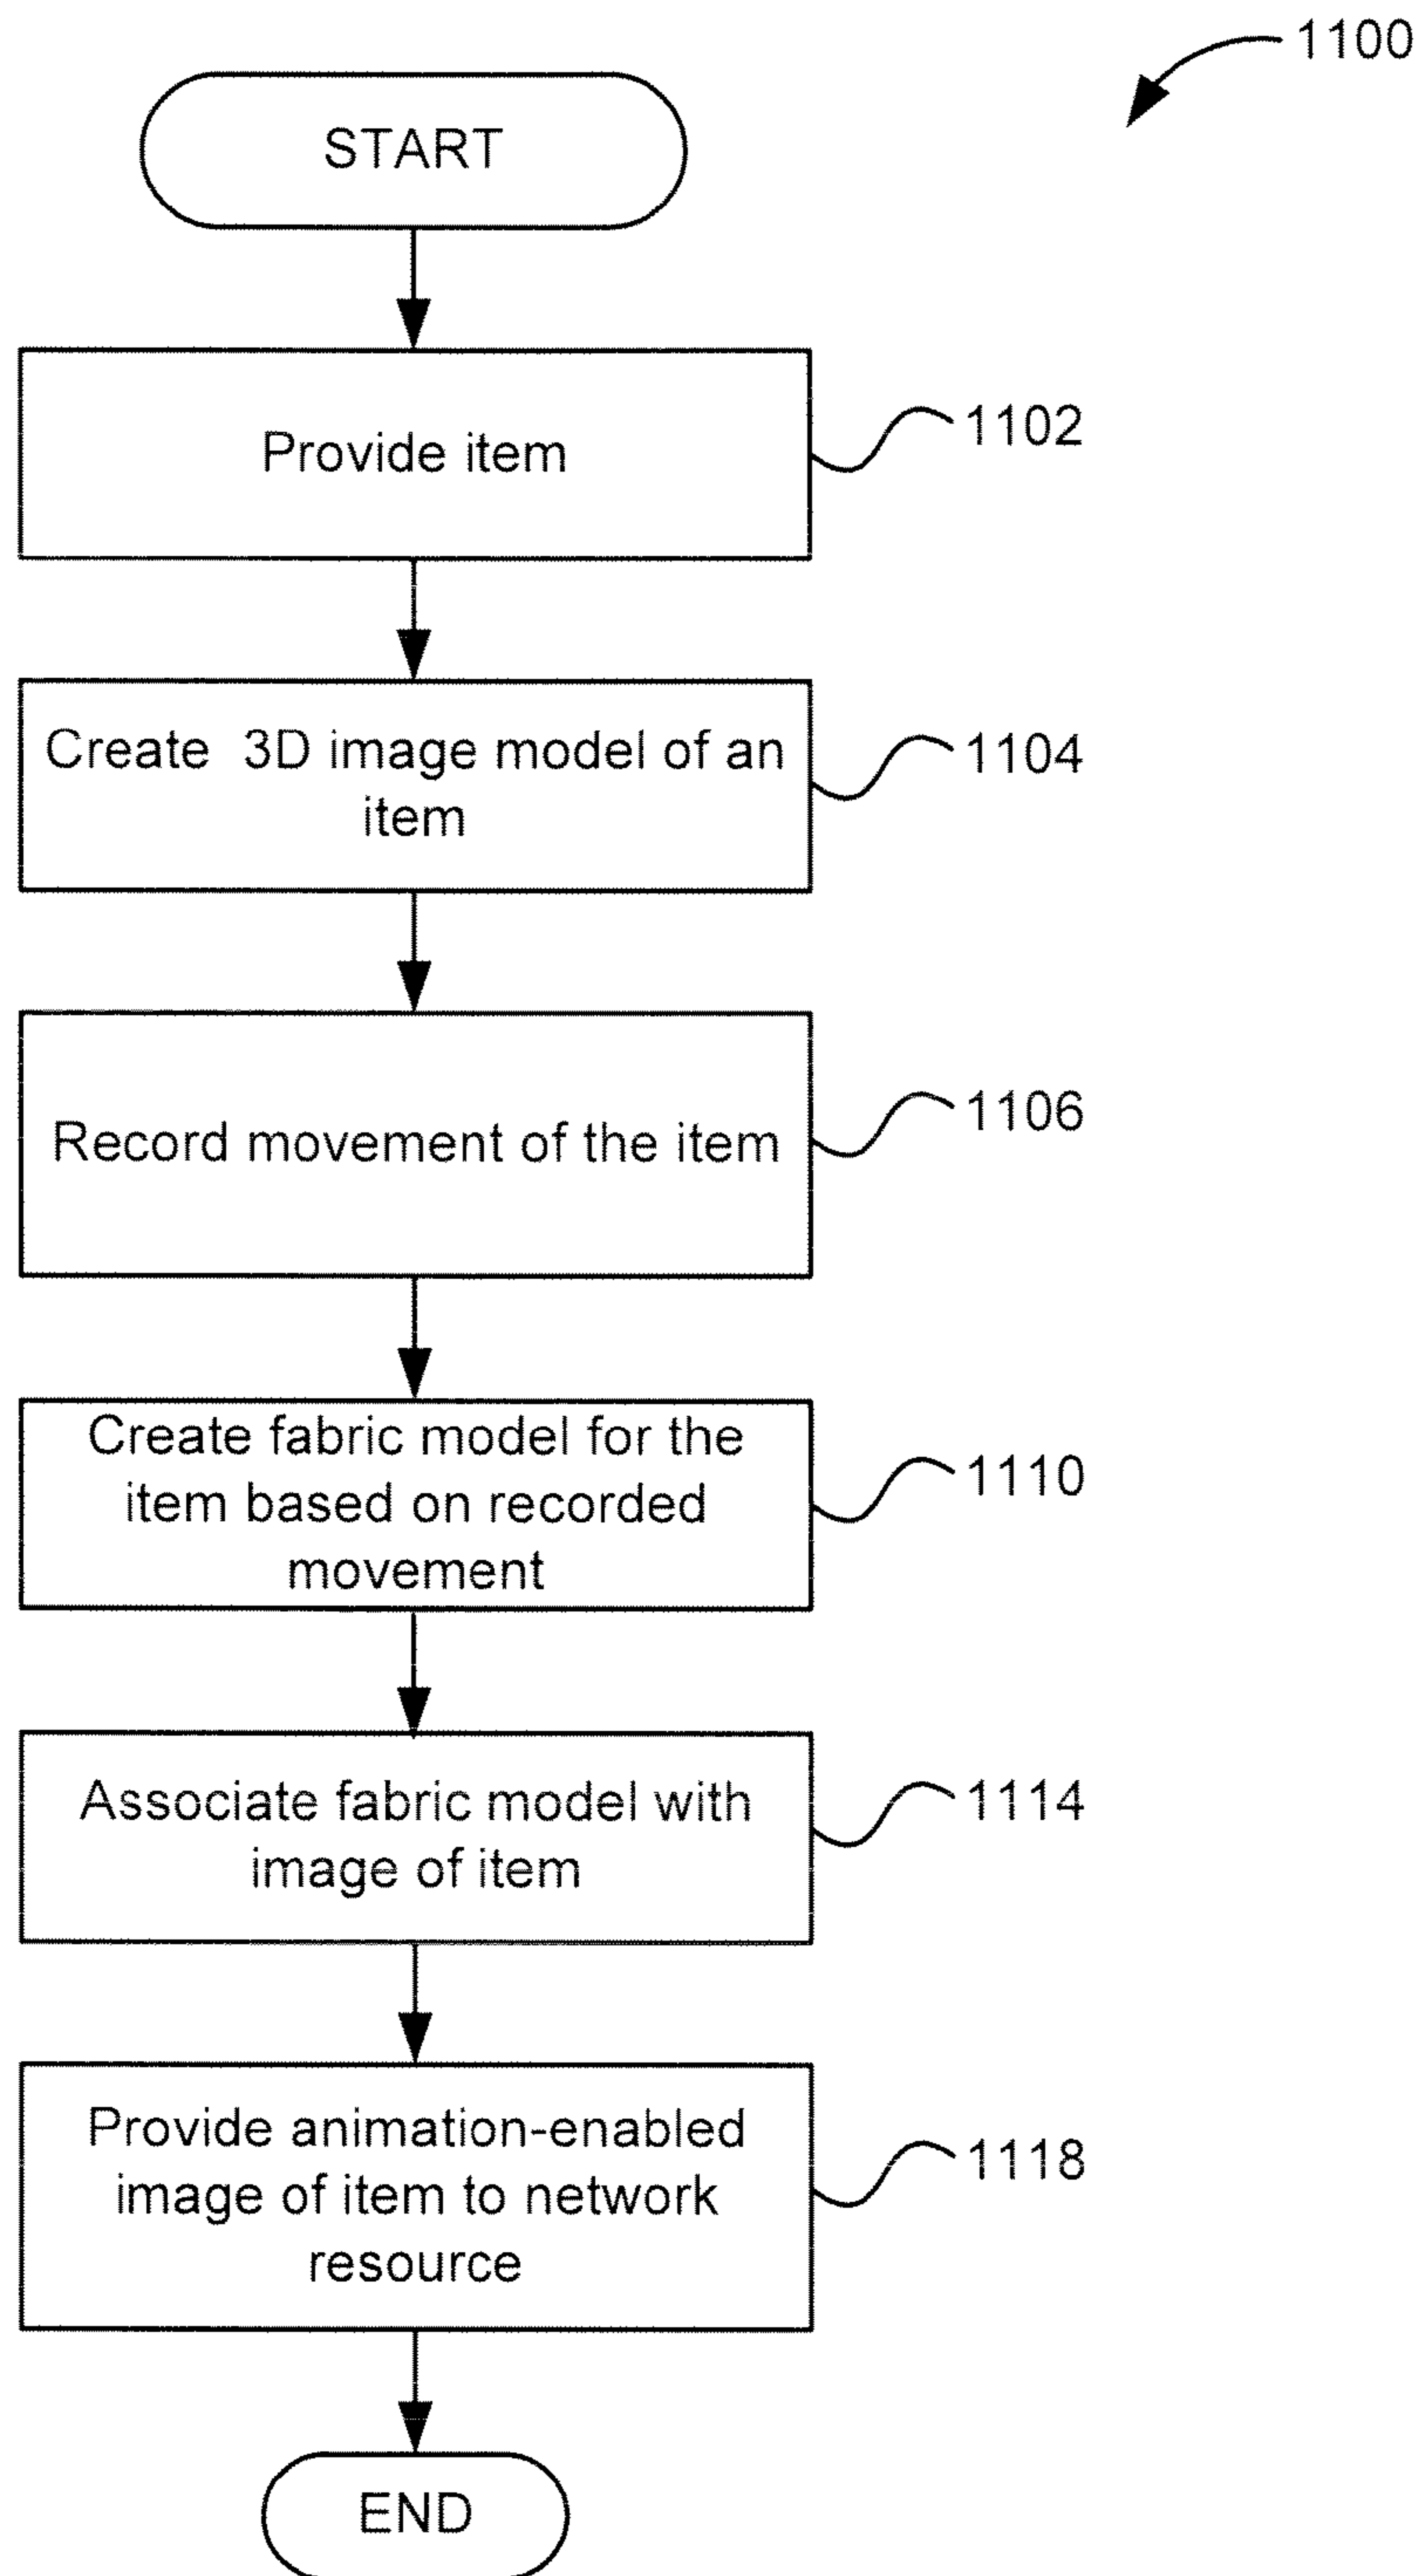 1100
START
Provide item
1102
Create 3D image model of an
item
1104
Record movement of the item
1106
Create fabric model for the
item based on recorded
movement
1110
Associate fabric model with
image of item
1114
Provide animation-enabled
image of item to network
resource
1118
END